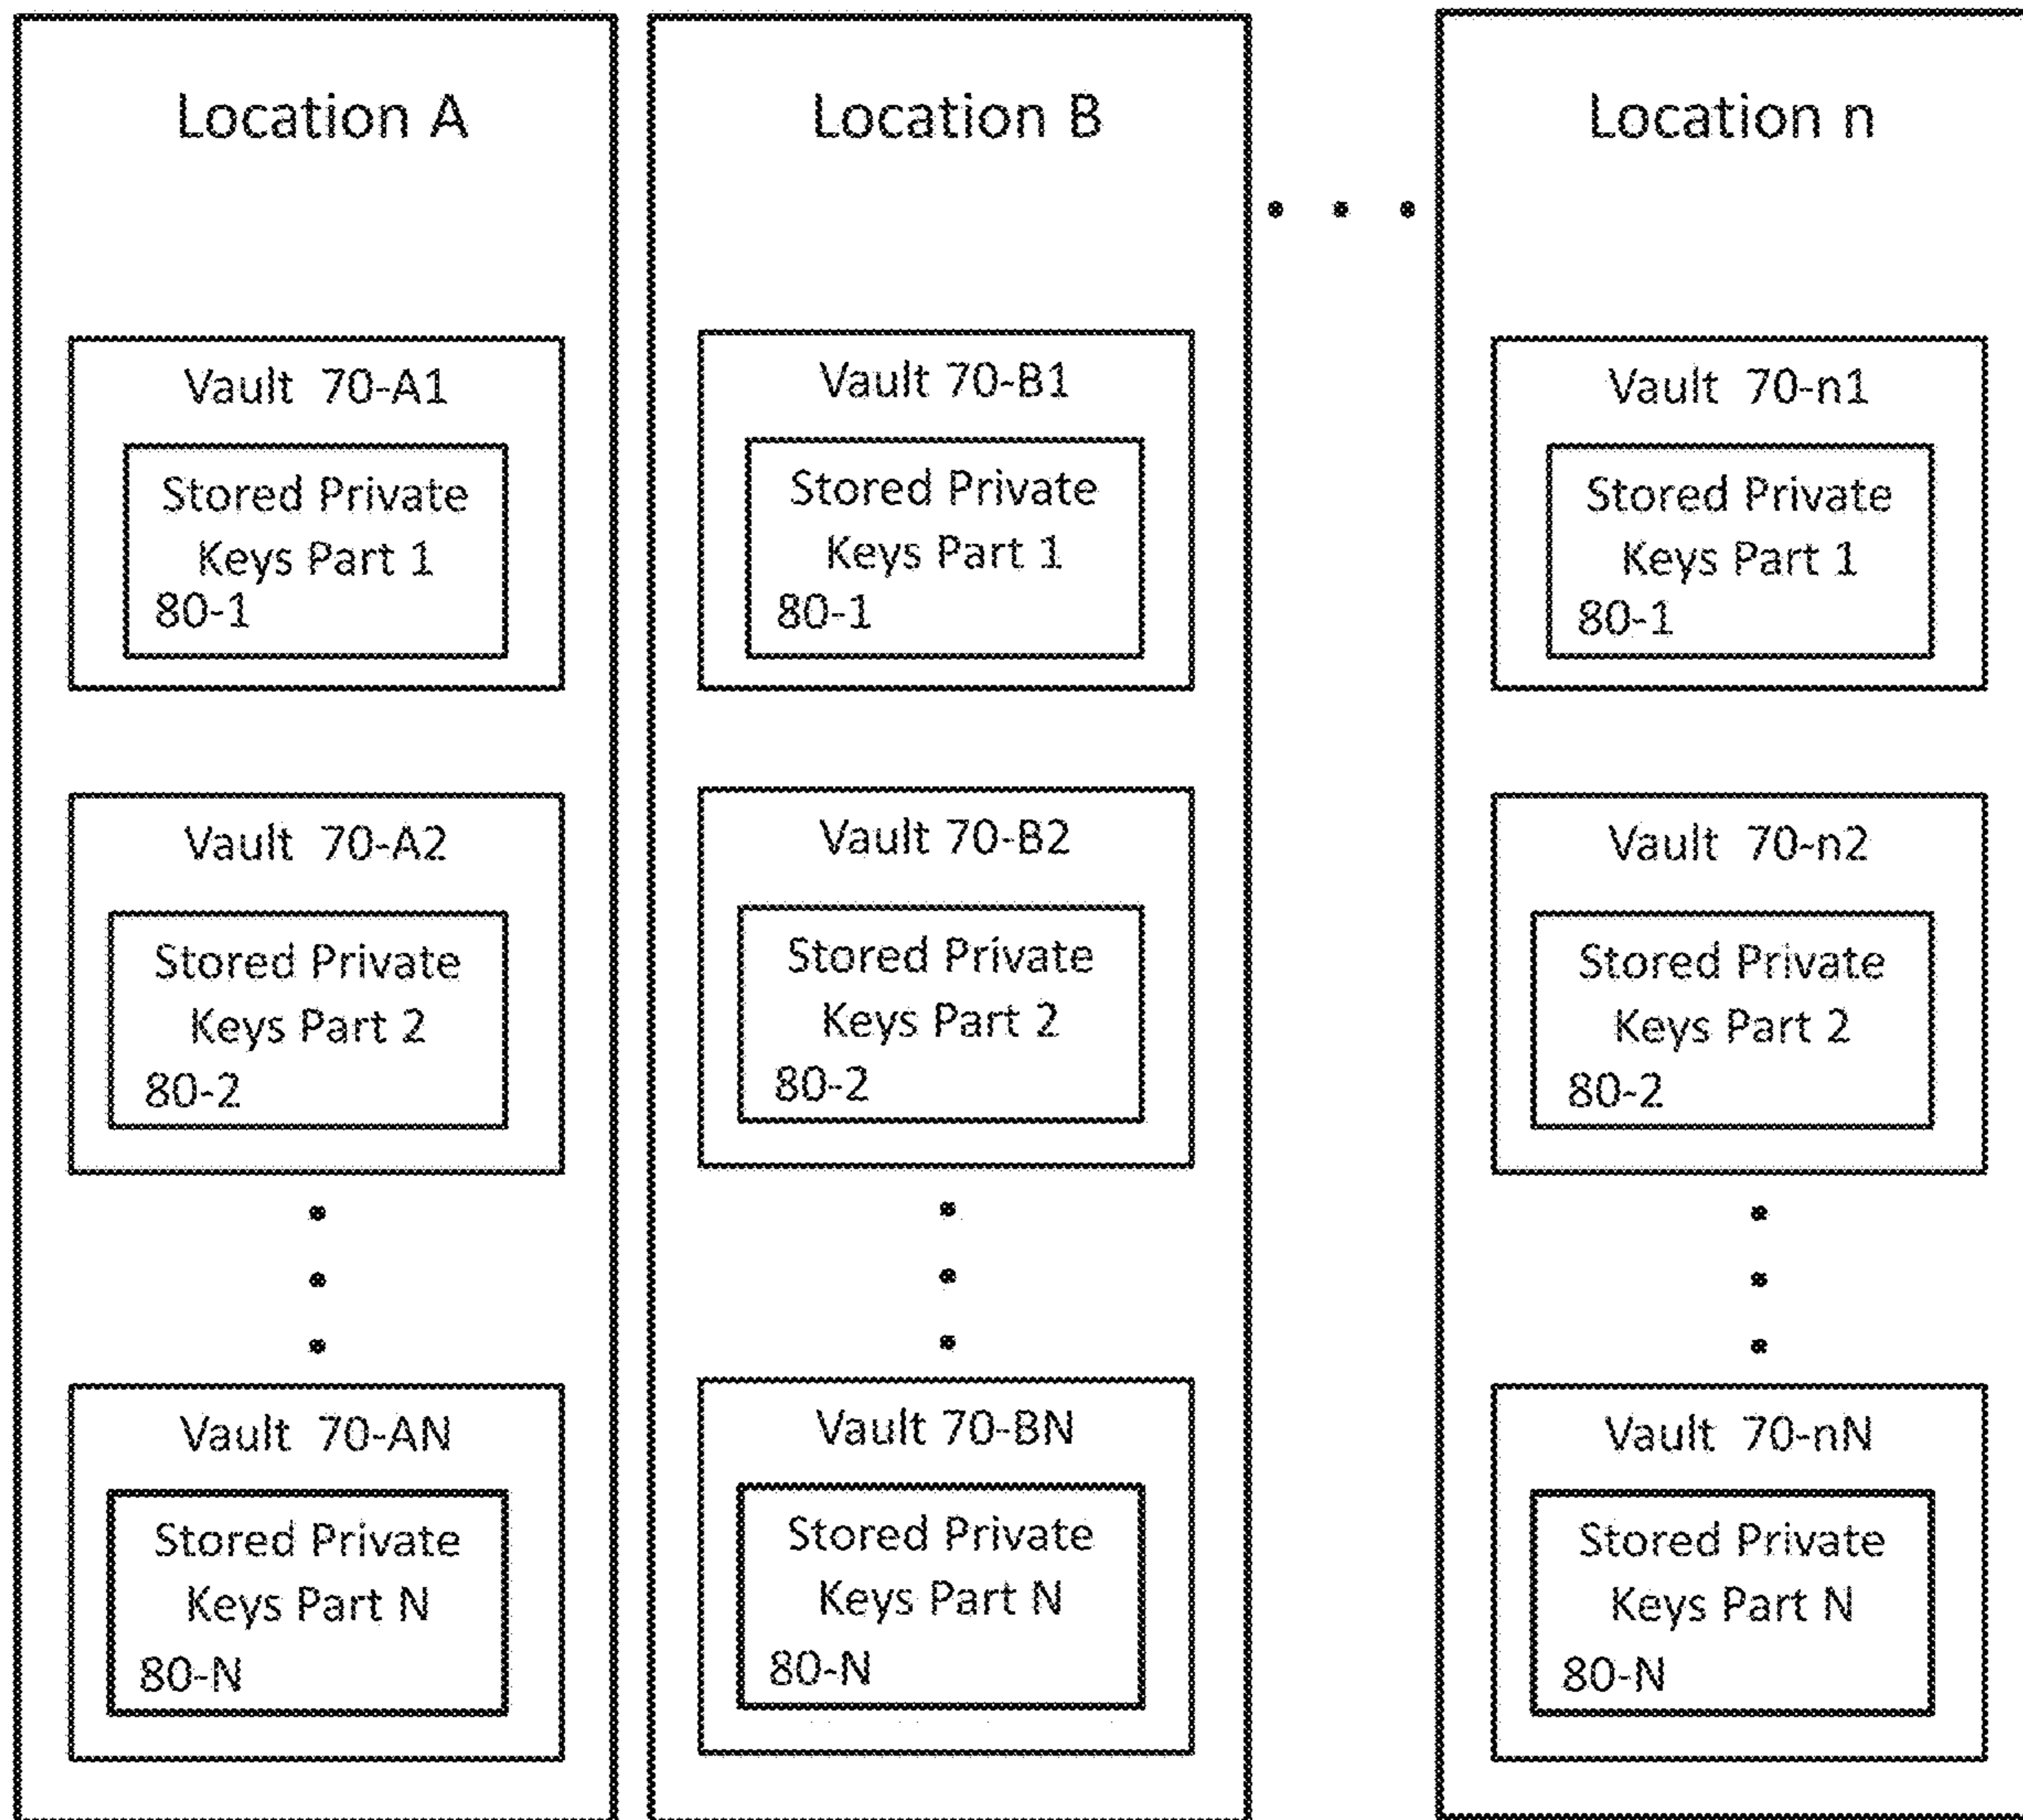 Location A
Vault 70-A1
Stored Private
Keys Part 1
80-1
Vault 70-A2
Stored Private
Keys Part 2
80-2
Vault 70-AN
Stored Private
Keys Part N
80-N
Location B
Vault 70-B1
Stored Private
Keys Part 1
80-1
Vault 70-B2
Stored Private
Keys Part 2
80-2
Vault 70-BN
Stored Private
Keys Part N
80-N
Location n
Vault 70-n1
Stored Private
Keys Part 1
80-1
Vault 70-n2
Stored Private
Keys Part 2
80-2
Vault 70-nN
Stored Private
Keys Part N
80-N